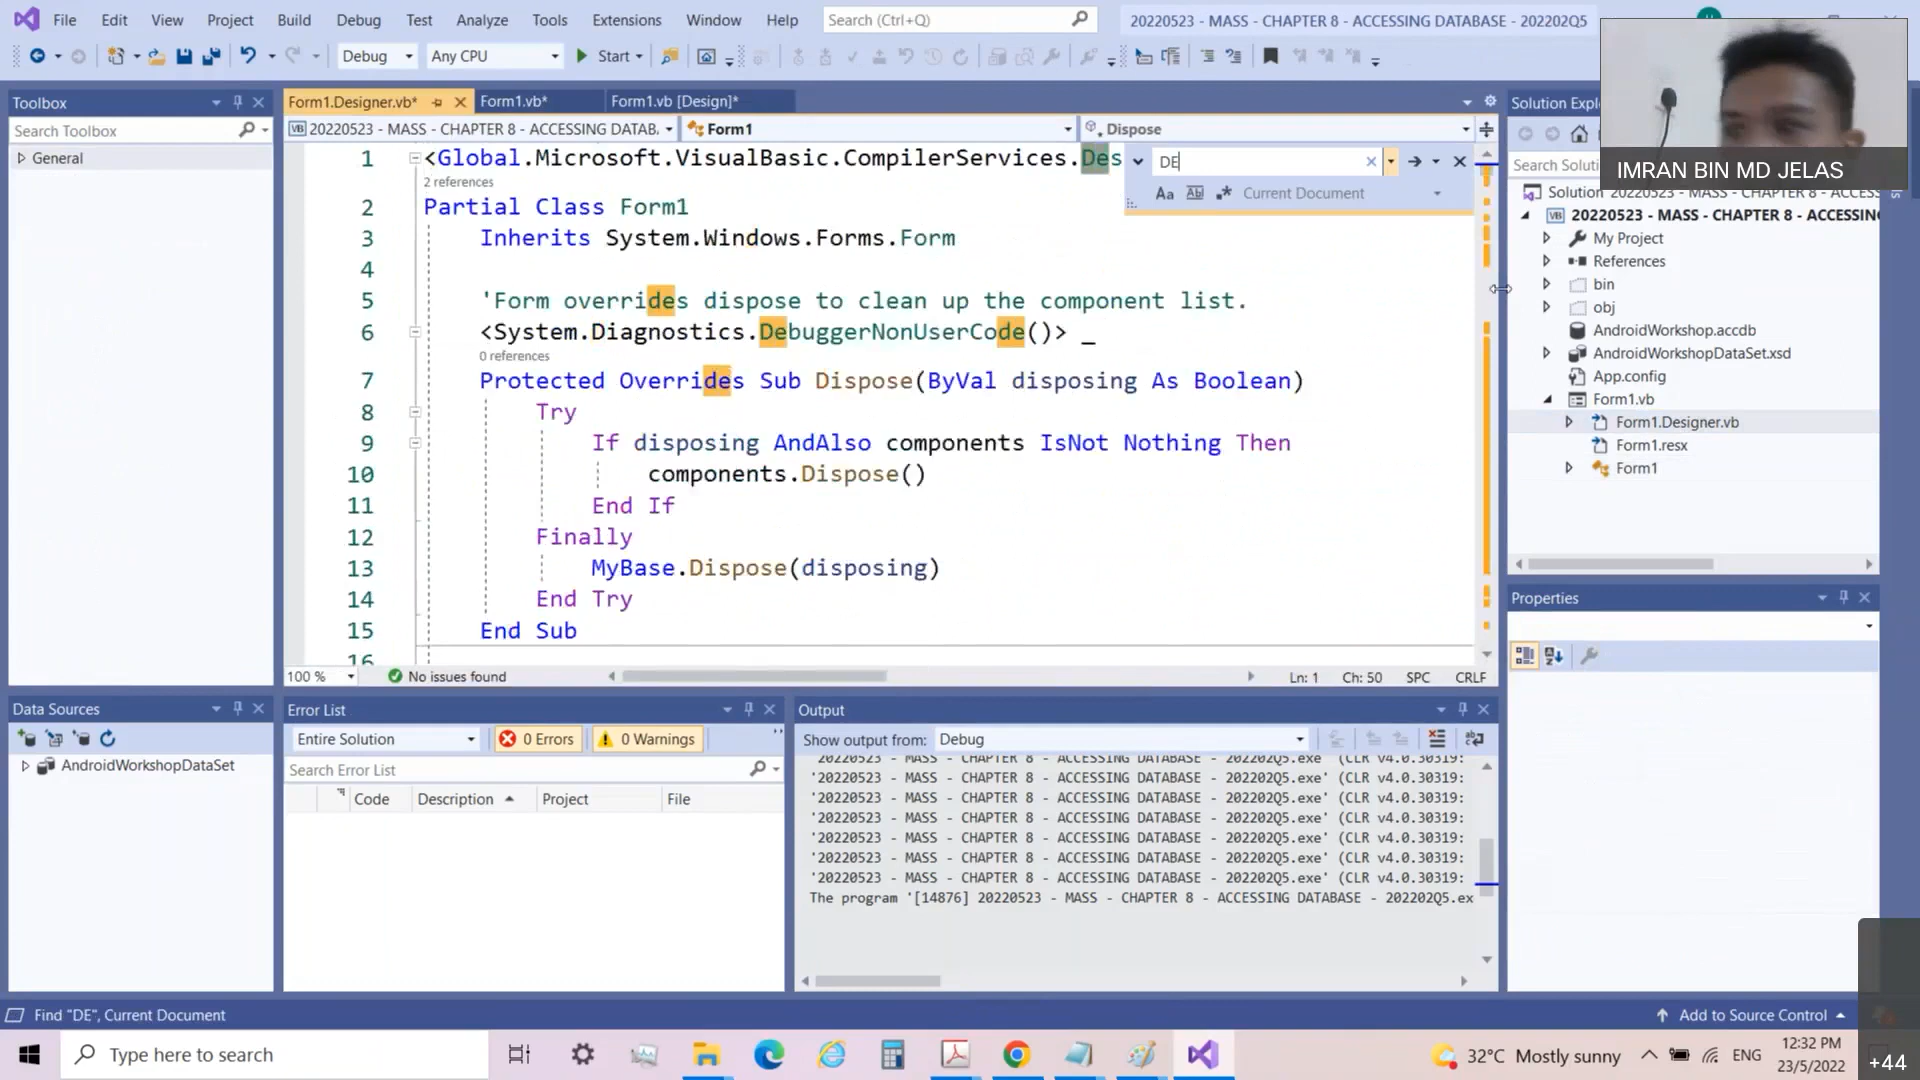 File Edit View Project Build Debug Test Analyze Tools Extensions Window Help Search (Ctrl+Q) 20220523 - MASS - CHAPTER 8 - ACCESSING DATABASE - 202202Q5
Debug Any CPU Start
IMRAN BIN MD JELAS
Toolbox
Search Toolbox
General
Form1.Designer.vb* Form1.vb* Form1.vb [Design]*
20220523 - MASS - CHAPTER 8 - ACCESSING DATAB. Form1 Dispose
DE
Aa Ab Current Document
1 <Global.Microsoft.VisualBasic.CompilerServices.Des
2 references
2 Partial Class Form1
3 Inherits System.Windows.Forms.Form
4
5 'Form overrides dispose to clean up the component list.
6 <System.Diagnostics.DebuggerNonUserCode()> _
0 references
7 Protected Overrides Sub Dispose(ByVal disposing As Boolean)
8 Try
9 If disposing AndAlso components IsNot Nothing Then
10 components.Dispose()
11 End If
12 Finally
13 MyBase.Dispose(disposing)
14 End Try
15 End Sub
16
100 % No issues found Ln: 1 Ch: 50 SPC CRLF
Solution Explo
Search Soluti
Solution '20220523 - MASS - CHAPTER 8 - ACCESS
20220523 - MASS - CHAPTER 8 - ACCESSIN
My Project
References
bin
obj
AndroidWorkshop.accdb
AndroidWorkshopDataSet.xsd
App.config
Form1.vb
Form1.Designer.vb
Form1.resx
Form1
Properties
Data Sources
AndroidWorkshopDataSet
Error List
Entire Solution 0 Errors 0 Warnings
Search Error List
Code Description Project File
Output
Show output from: Debug
'20220523 - MASS - CHAPTER 8 - ACCESSING DATABASE - 202202Q5.exe' (CLR v4.0.30319:
'20220523 - MASS - CHAPTER 8 - ACCESSING DATABASE - 202202Q5.exe' (CLR v4.0.30319:
'20220523 - MASS - CHAPTER 8 - ACCESSING DATABASE - 202202Q5.exe' (CLR v4.0.30319:
'20220523 - MASS - CHAPTER 8 - ACCESSING DATABASE - 202202Q5.exe' (CLR v4.0.30319:
'20220523 - MASS - CHAPTER 8 - ACCESSING DATABASE - 202202Q5.exe' (CLR v4.0.30319:
'20220523 - MASS - CHAPTER 8 - ACCESSING DATABASE - 202202Q5.exe' (CLR v4.0.30319:
'20220523 - MASS - CHAPTER 8 - ACCESSING DATABASE - 202202Q5.exe' (CLR v4.0.30319:
The program '[14876] 20220523 - MASS - CHAPTER 8 - ACCESSING DATABASE - 202202Q5.ex
Find "DE", Current Document Add to Source Control
Type here to search 32°C Mostly sunny ENG 12:32 PM
23/5/2022
+44